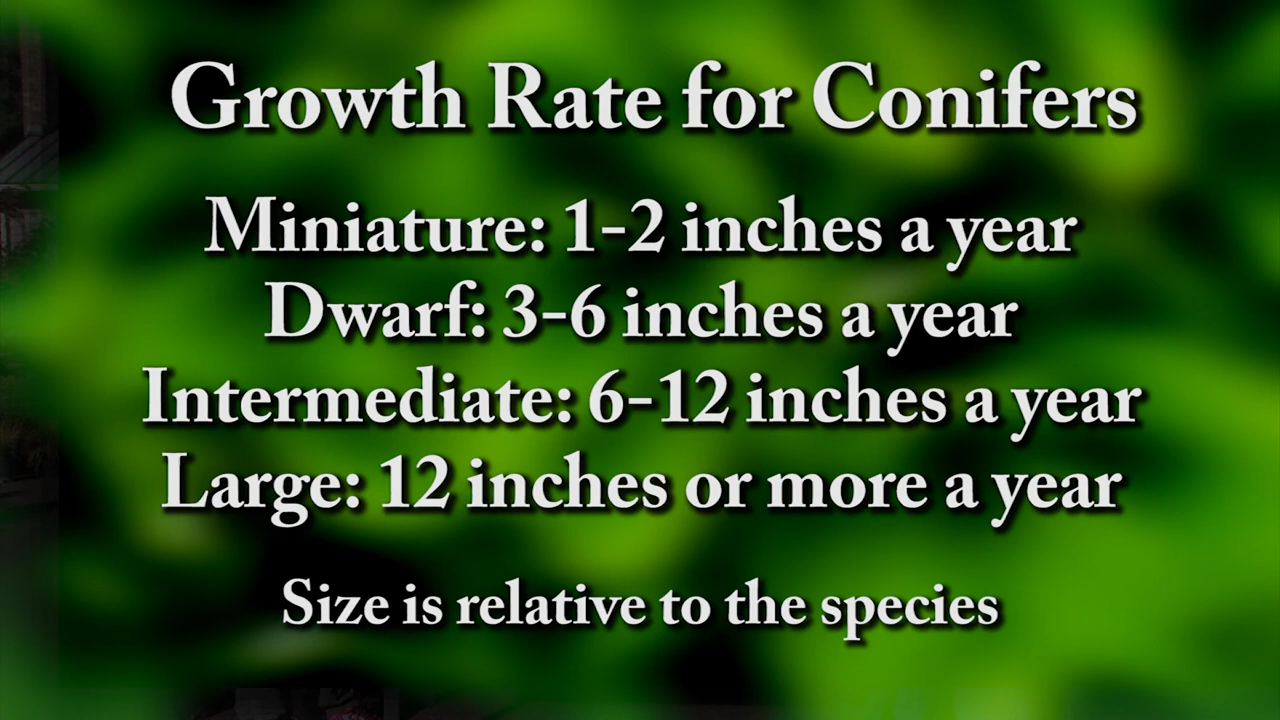 Growth Rate for Conifers
Miniature: 1-2 inches a year
Dwarf: 3-6 inches a year
Intermediate: 6-12 inches a year
Large: 12 inches or more a year
Size is relative to the species